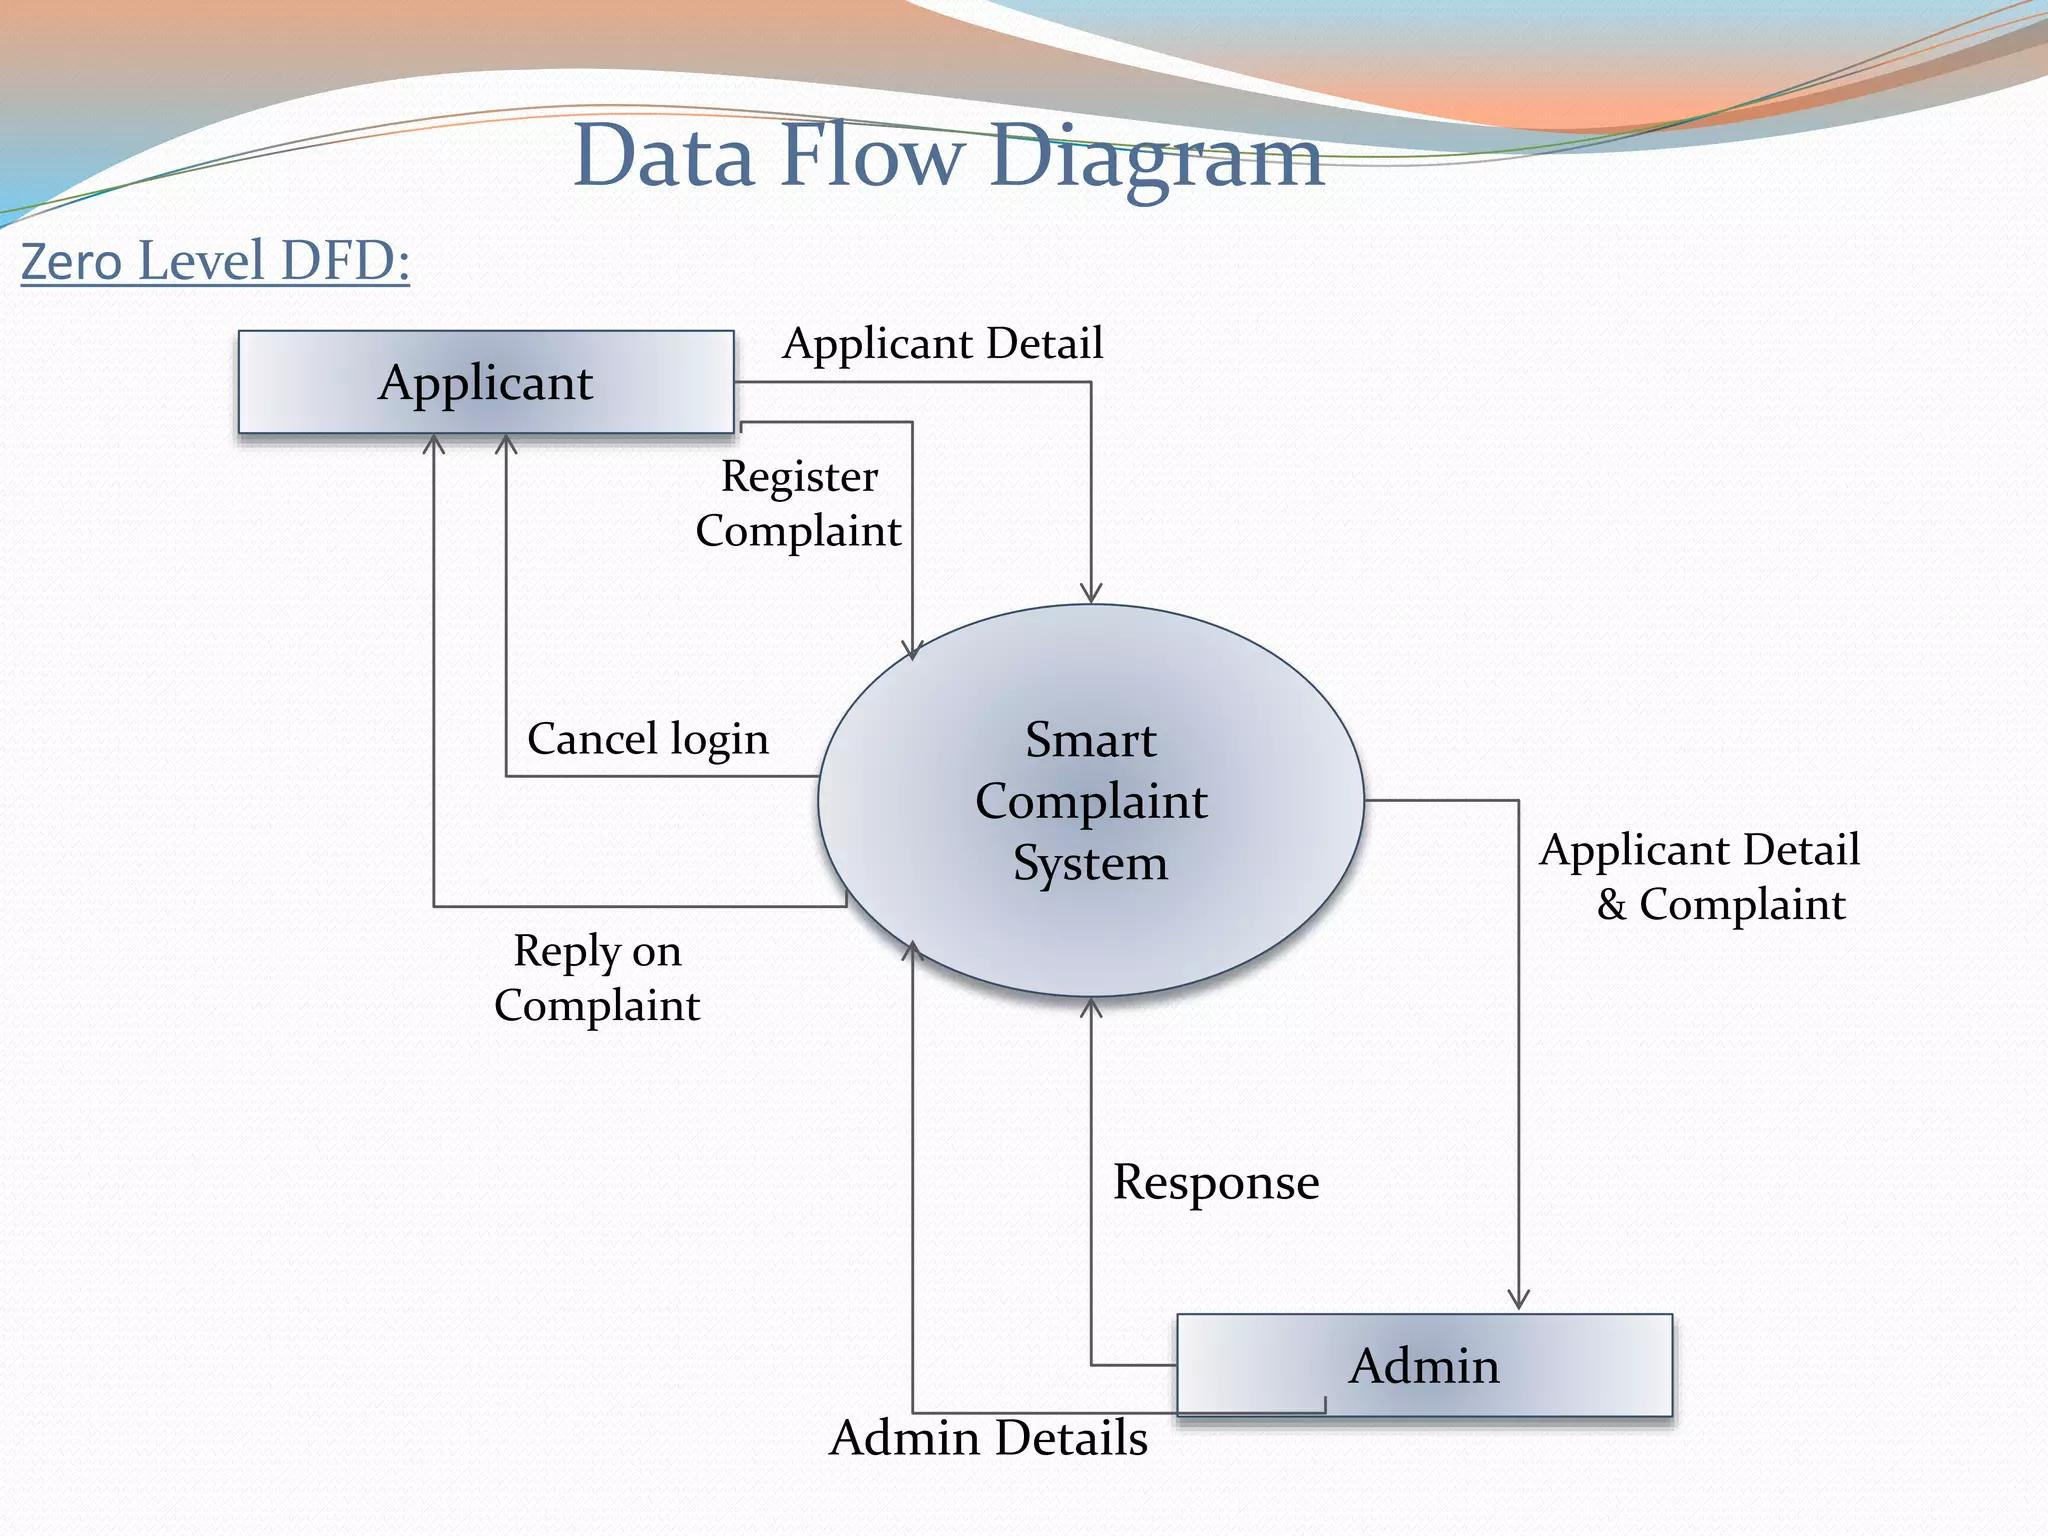 Data Flow Diagram
Zero Level DFD:
Applicant
Applicant Detail
Register
Complaint
Cancel login
Smart
Complaint
System
Applicant Detail
& Complaint
Reply on
Complaint
Response
Admin
Admin Details